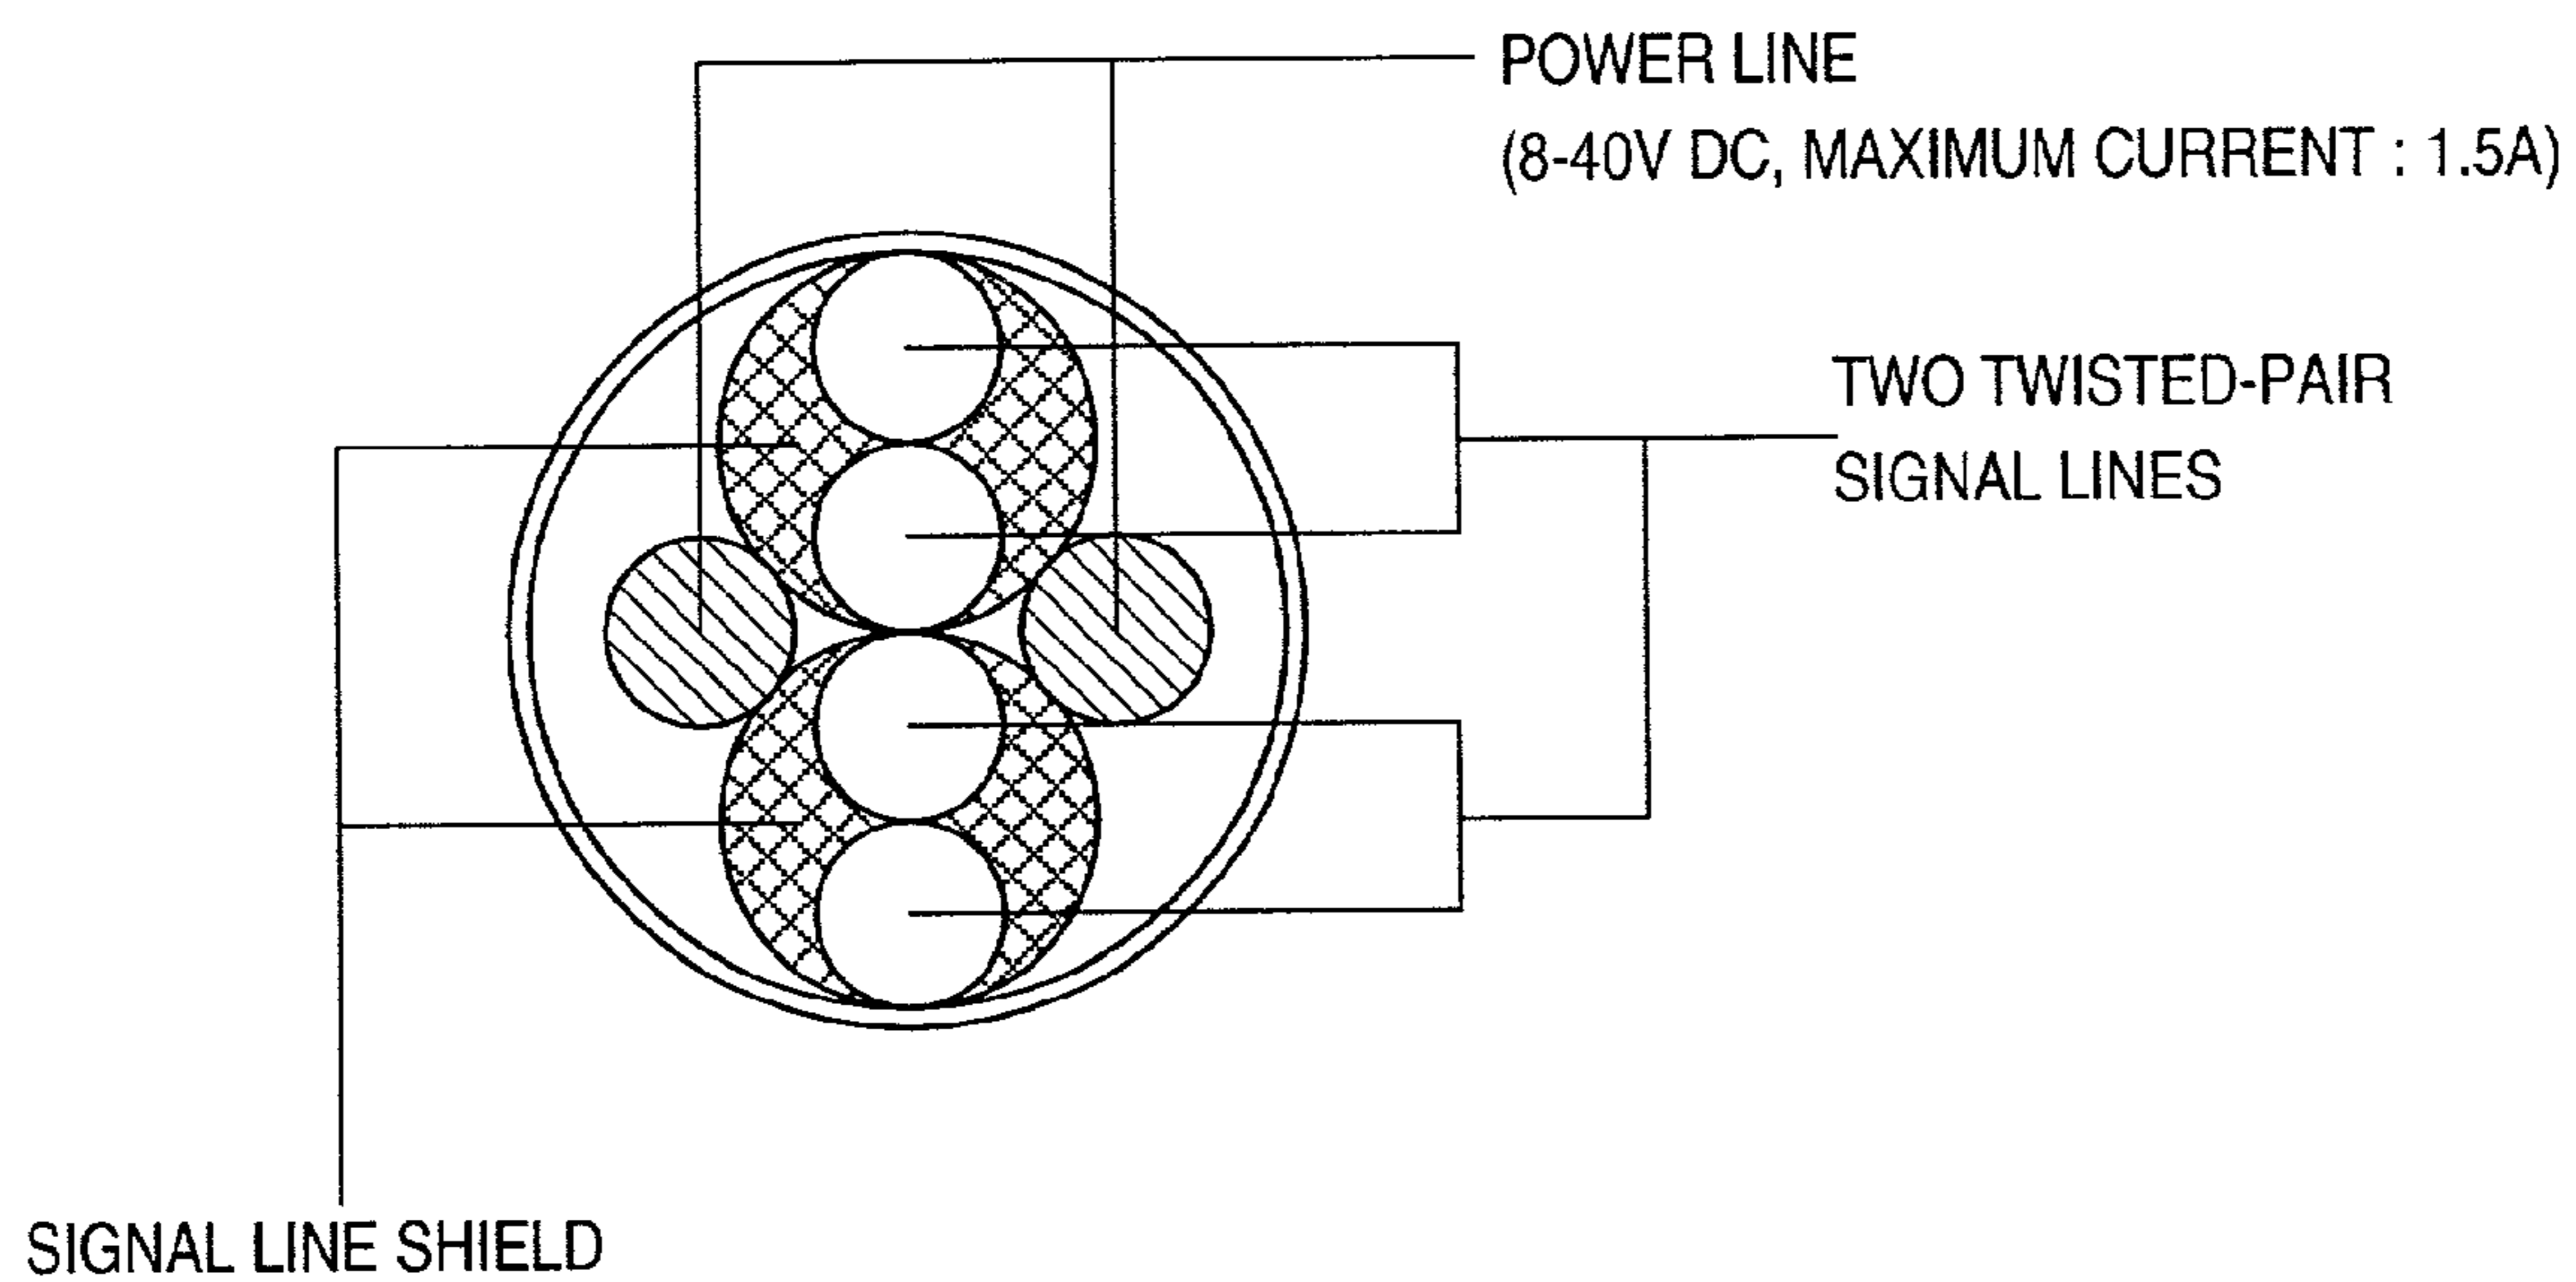 POWER LINE
(8-40V DC, MAXIMUM CURRENT : 1.5A)
TWO TWISTED-PAIR
SIGNAL LINES
SIGNAL LINE SHIELD